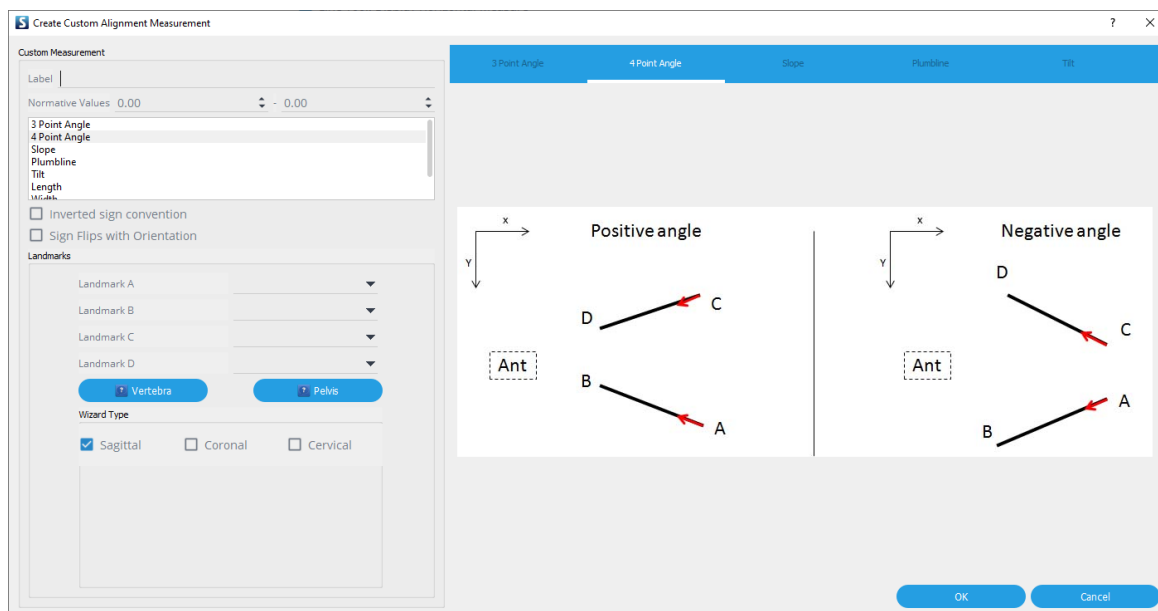 Create Custom Alignment Measurement
Custom Measurement
Label
Normative Values 0.00 - 0.00
3 Point Angle
4 Point Angle
Slope
Plumbline
Tilt
Length
Width
Inverted sign convention
Sign Flips with Orientation
Landmarks
Landmark A
Landmark B
Landmark C
Landmark D
? Vertebra ? Pelvis
Wizard Type
Sagittal Coronal Cervical
3 Point Angle 4 Point Angle Slope Plumbline Tilt
X
Y
Positive angle
D
C
Ant
B
A
X
Y
Negative angle
D
C
Ant
A
B
OK Cancel